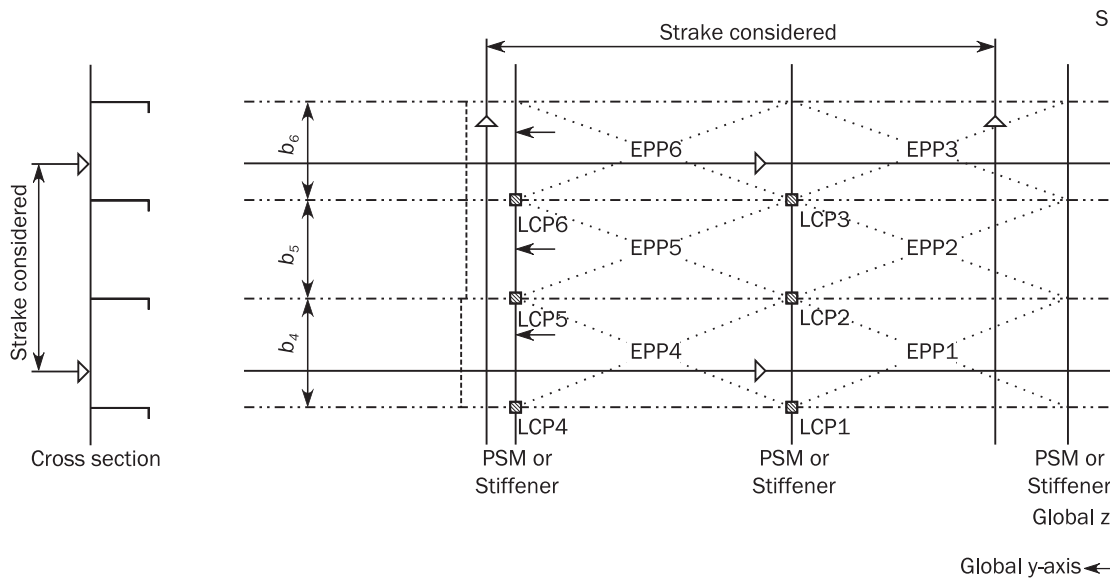 S
Strake considered
b6
EPP6
EPP3
LCP6
LCP3
Strake considered
b5
EPP5
EPP2
LCP5
LCP2
b4
EPP4
EPP1
LCP4
LCP1
Cross section
PSM or
Stiffener
PSM or
Stiffener
PSM or
Stiffener
Global z
Global y-axis